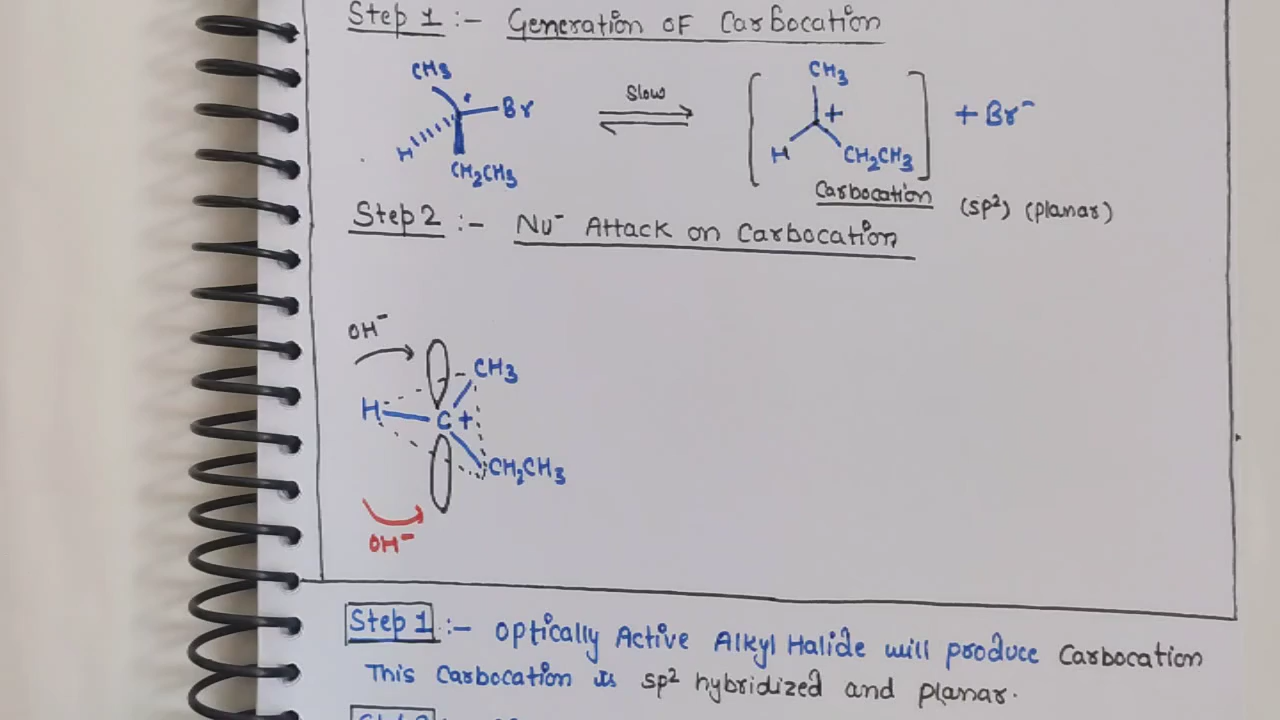 Step 1 :- Generation of Carbocation
CH3
Br
H
CH2CH3
Slow
CH3
+
H
CH2CH3
+ Br⁻
Carbocation (sp²) (planar)
Step 2 :- Nu⁻ Attack on Carbocation
OH⁻
CH3
H C +
CH2CH3
OH⁻
Step 1 :- Optically Active Alkyl Halide will produce Carbocation
This Carbocation is sp² hybridized and planar.